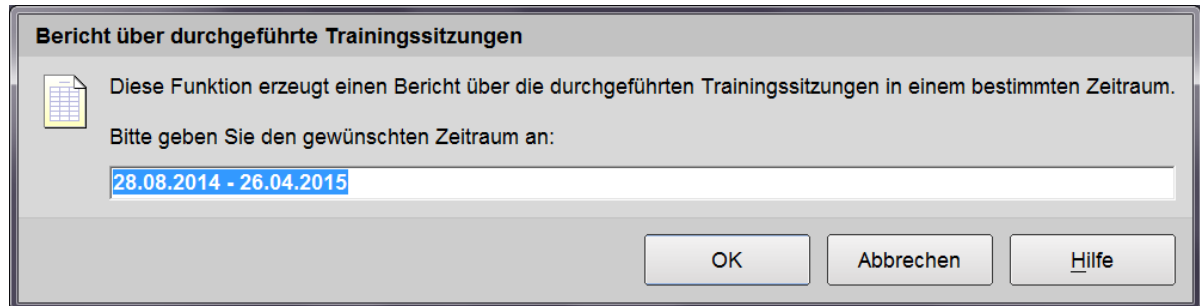 Bericht über durchgeführte Trainingssitzungen
Diese Funktion erzeugt einen Bericht über die durchgeführten Trainingssitzungen in einem bestimmten Zeitraum.
Bitte geben Sie den gewünschten Zeitraum an:
28.08.2014 - 26.04.2015
OK Abbrechen Hilfe